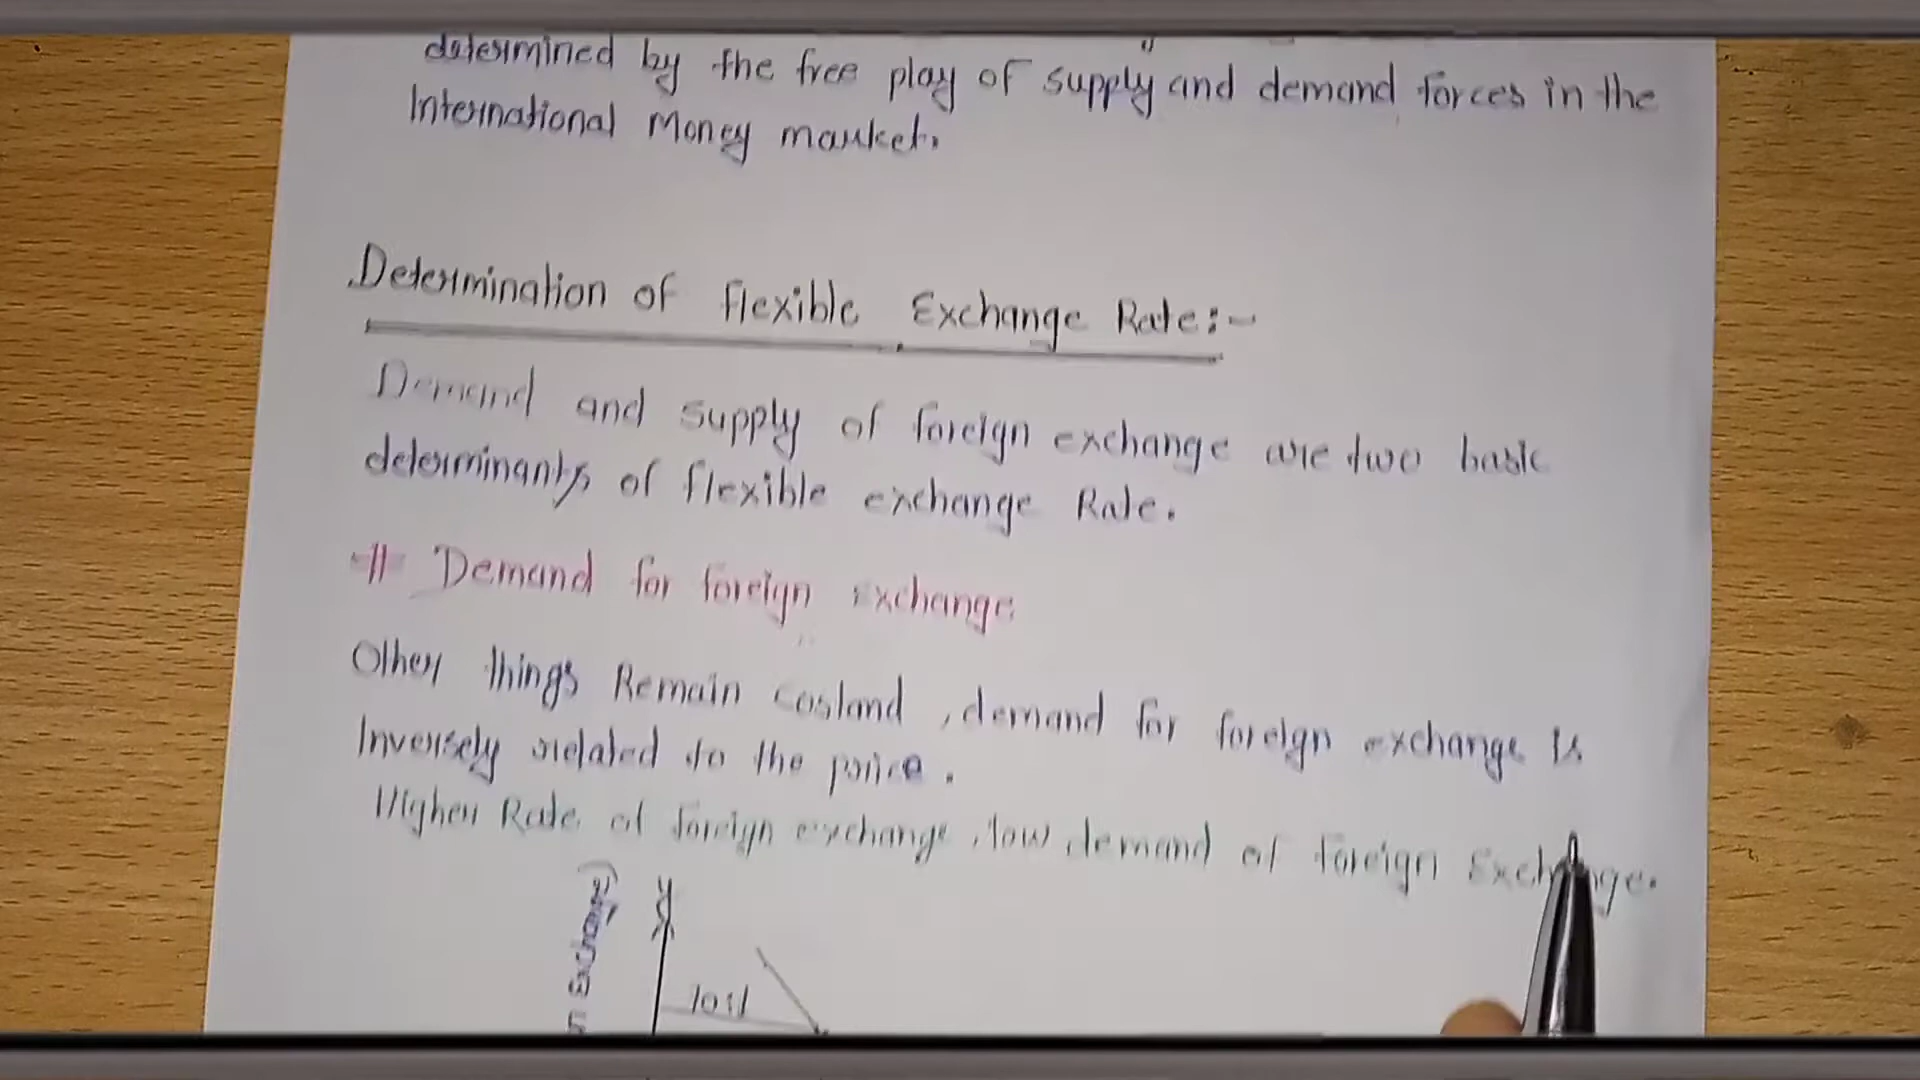 determined by the free play of supply and demand forces in the
International Money market.
Determination of flexible Exchange Rate:-
Demand and supply of foreign exchange are two basic
determinants of flexible exchange Rate.
# Demand for foreign exchange
Other things Remain costand, demand for foreign exchange is
Inversely related to the price.
Higher Rate of foreign exchange, low demand of foreign Exchange.
n Exchange)
Y